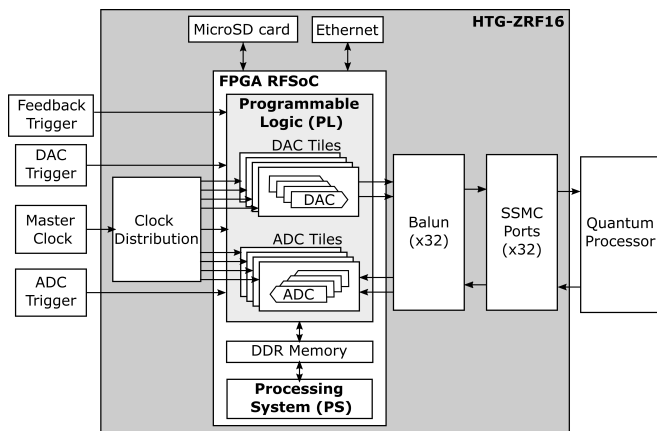 HTG-ZRF16
MicroSD card
Ethernet
FPGA RFSoC
Programmable
Logic (PL)
Feedback
Trigger
DAC
Trigger
Master
Clock
ADC
Trigger
Clock
Distribution
DAC Tiles
DAC
ADC Tiles
ADC
Balun
(x32)
SSMC
Ports
(x32)
Quantum
Processor
DDR Memory
Processing
System (PS)